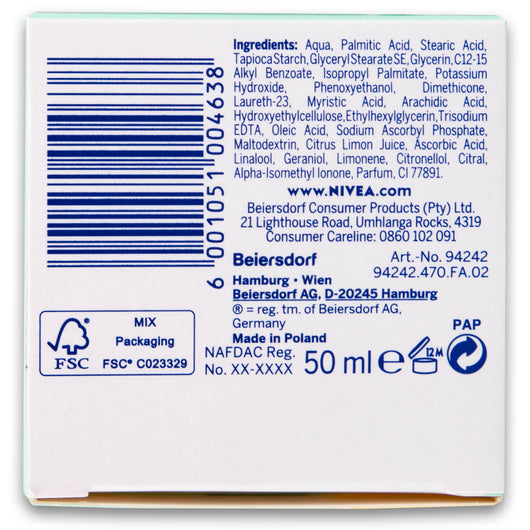 Ingredients: Aqua, Palmitic Acid, Stearic Acid,
Tapioca Starch, Glyceryl Stearate SE, Glycerin, C12-15
Alkyl Benzoate, Isopropyl Palmitate, Potassium
Hydroxide, Phenoxyethanol, Dimethicone,
Laureth-23, Myristic Acid, Arachidic Acid,
Hydroxyethylcellulose, Ethylhexylglycerin, Trisodium
EDTA, Oleic Acid, Sodium Ascorbyl Phosphate,
Maltodextrin, Citrus Limon Juice, Ascorbic Acid,
Linalool, Geraniol, Limonene, Citronellol, Citral,
Alpha-Isomethyl Ionone, Parfum, CI 77891.
www.NIVEA.com
Beiersdorf Consumer Products (Pty) Ltd.
21 Lighthouse Road, Umhlanga Rocks, 4319
Consumer Careline: 0860 102 091
6 001051 004638
Beiersdorf
Art.-No. 94242
94242.470.FA.02
Hamburg • Wien
Beiersdorf AG, D-20245 Hamburg
® = reg. tm. of Beiersdorf AG,
Germany
Made in Poland
NAFDAC Reg.
No. XX-XXXX
50 ml e
12M
PAP
FSC
MIX
Packaging
FSC® C023329